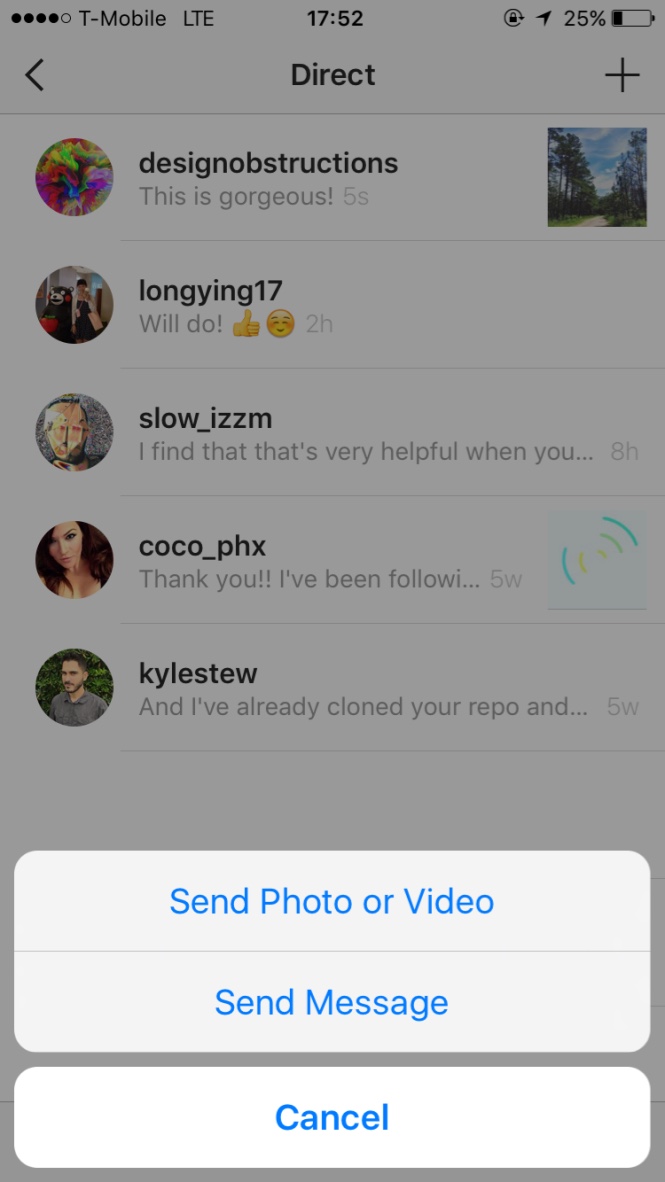 T-Mobile LTE 17:52 25%
Direct
designobstructions
This is gorgeous! 5s
longying17
Will do! 👍☺️ 2h
slow_izzm
I find that that's very helpful when you... 8h
coco_phx
Thank you!! I've been followi... 5w
kylestew
And I've already cloned your repo and... 5w
Send Photo or Video
Send Message
Cancel